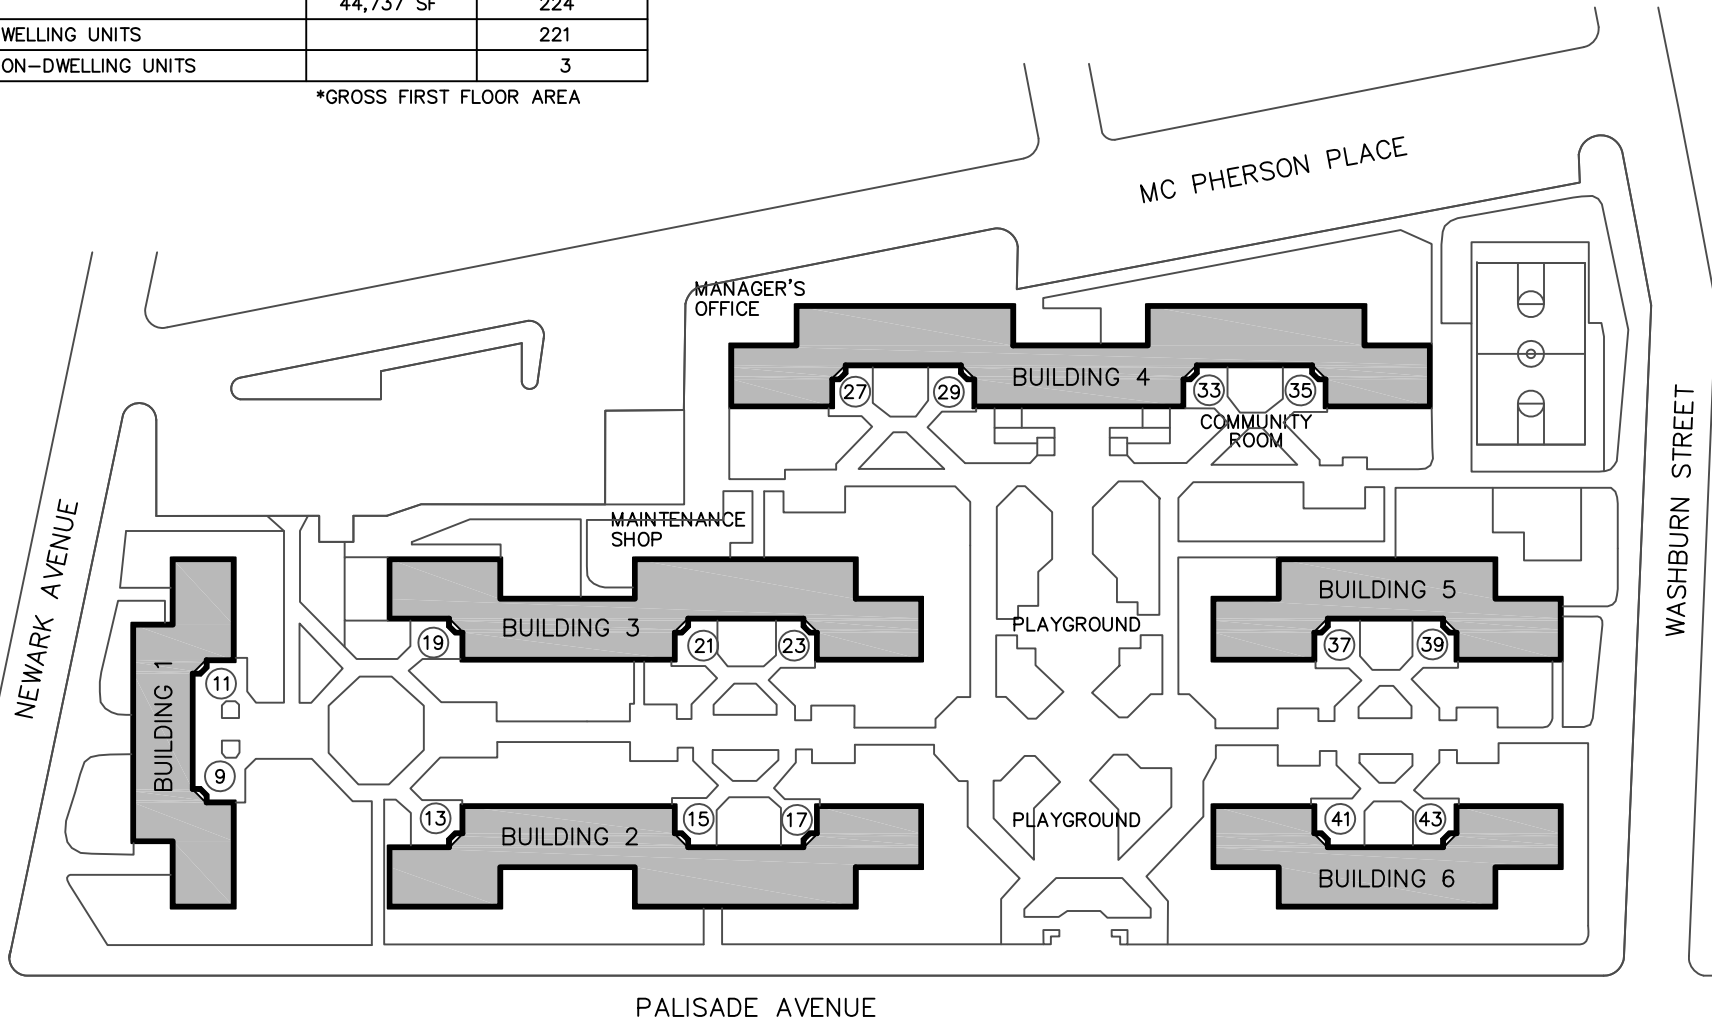 44,737 SF 224
WELLING UNITS 221
ON-DWELLING UNITS 3
*GROSS FIRST FLOOR AREA
MC PHERSON PLACE
MANAGER'S
OFFICE
BUILDING 4
27
29
33
35
COMMUNITY
ROOM
WASHBURN STREET
NEWARK AVENUE
MAINTENANCE
SHOP
BUILDING 3
19
21
23
PLAYGROUND
BUILDING 5
37
39
BUILDING 1
11
9
13
BUILDING 2
15
17
PLAYGROUND
41
43
BUILDING 6
PALISADE AVENUE